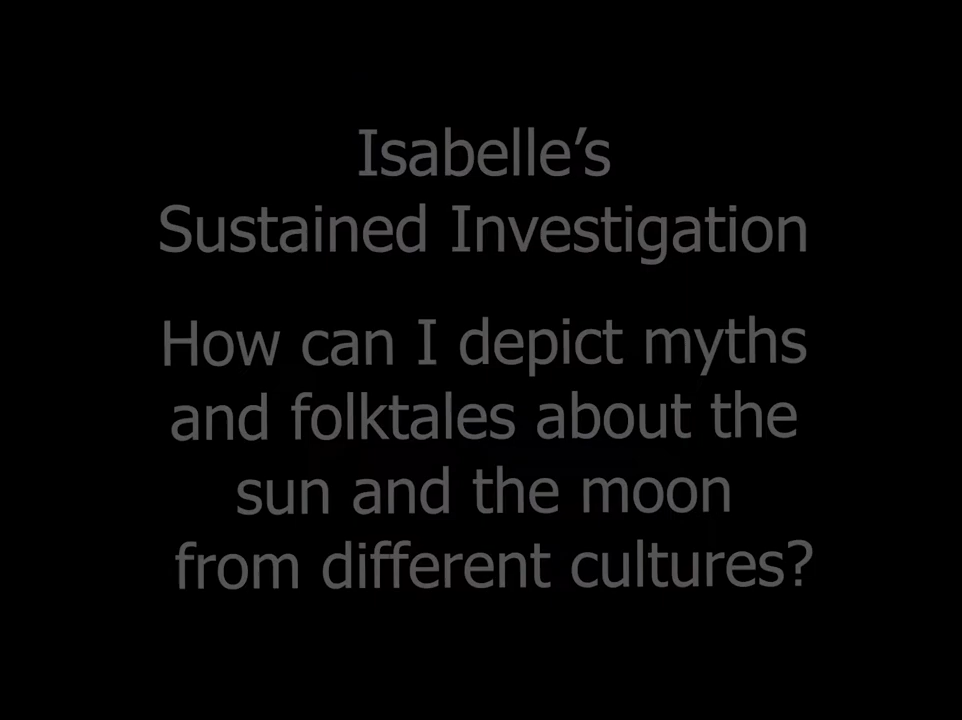 Isabelle’s
Sustained Investigation
How can I depict myths
and folktales about the
sun and the moon
from different cultures?